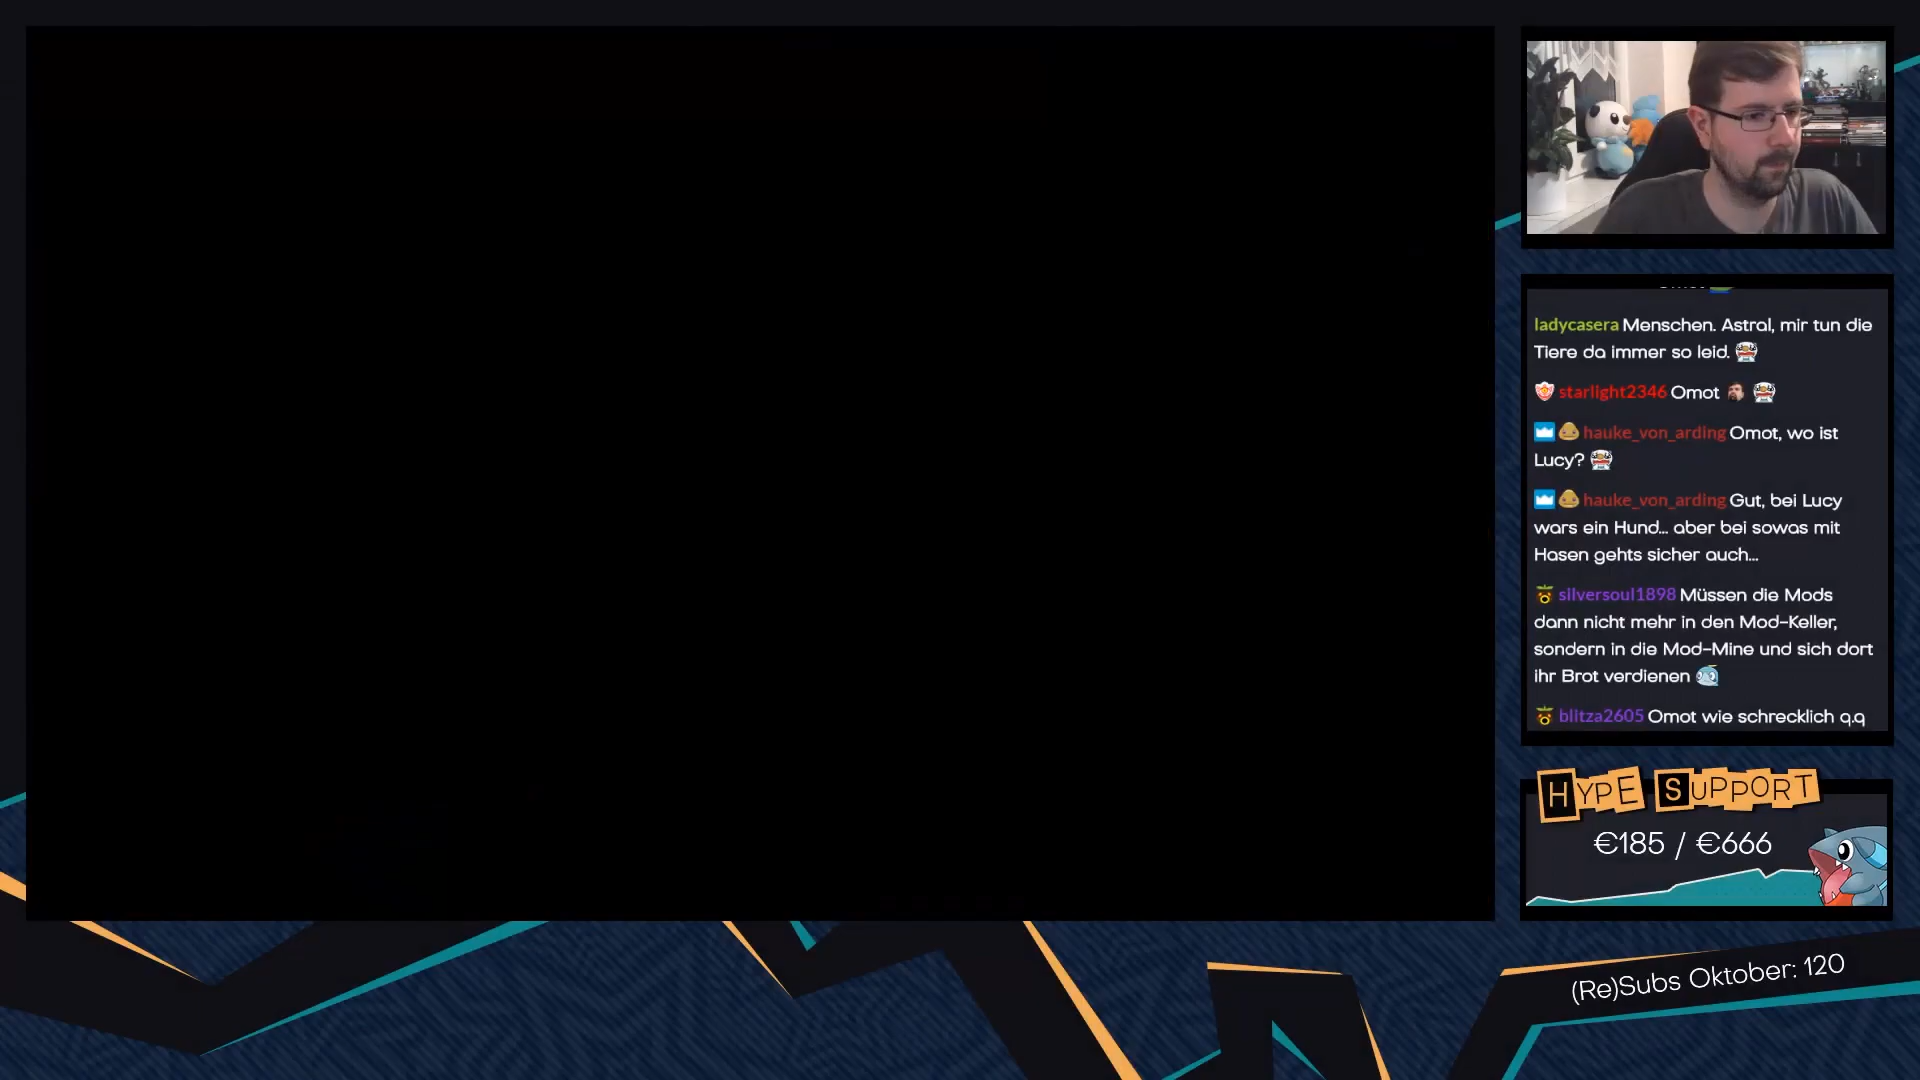 ladycasera Menschen. Astral, mir tun die
Tiere da immer so leid.
starlight2346 Omot
hauke_von_arding Omot, wo ist
Lucy?
hauke_von_arding Gut, bei Lucy
wars ein Hund... aber bei sowas mit
Hasen gehts sicher auch...
silversoul1898 Müssen die Mods
dann nicht mehr in den Mod-Keller,
sondern in die Mod-Mine und sich dort
ihr Brot verdienen
blitza2605 Omot wie schrecklich q.q
HYPE SUPPORT
€185 / €666
(Re)Subs Oktober: 120